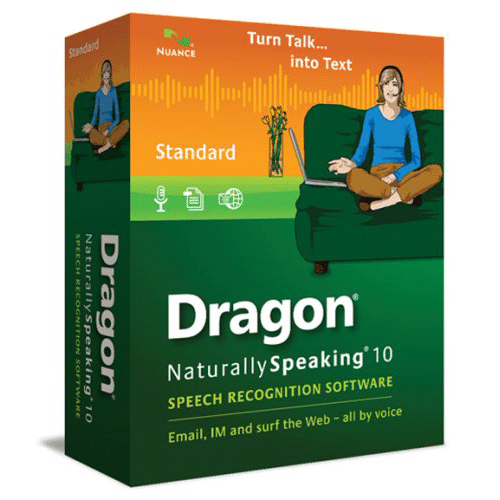 Standard
Dragon®
NaturallySpeaking® 10
SPEECH RECOGNITION SOFTWARE
NUANCE
Turn Talk...
into Text
Standard
Dragon®
NaturallySpeaking® 10
SPEECH RECOGNITION SOFTWARE
Email, IM and surf the Web – all by voice